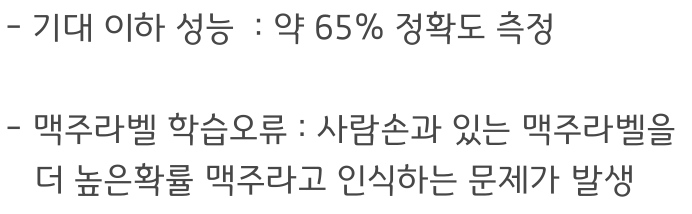 - 기대 이하 성능 : 약 65% 정확도 측정
- 맥주라벨 학습오류 : 사람손과 있는 맥주라벨을
더 높은확률 맥주라고 인식하는 문제가 발생